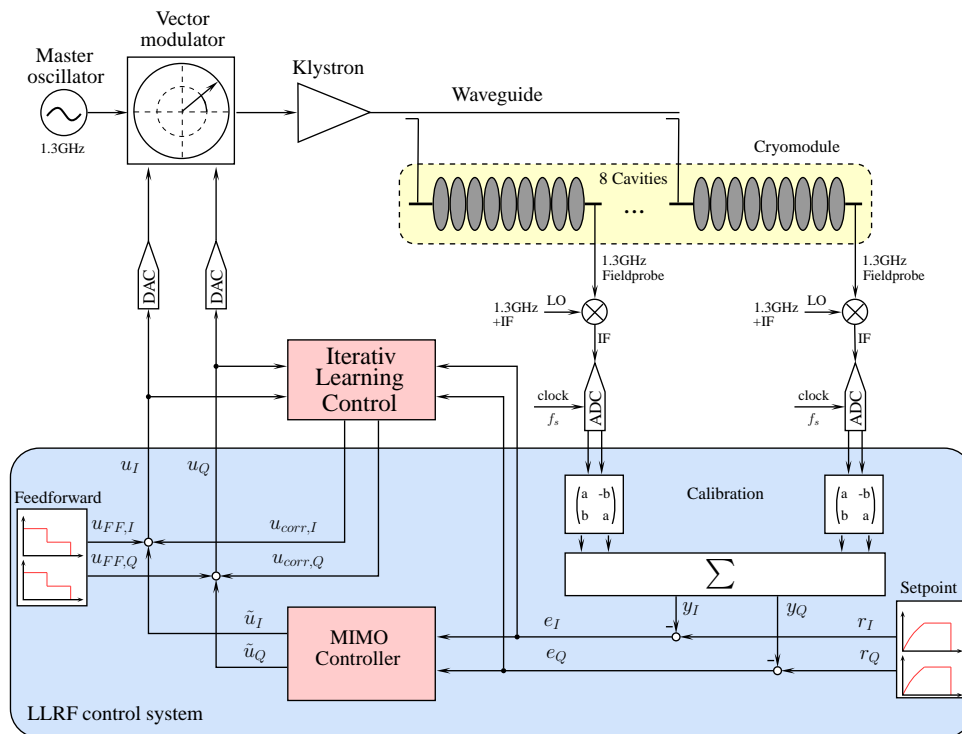 Vector
modulator
Master
oscillator
1.3GHz
Klystron
Waveguide
Cryomodule
8 Cavities
...
1.3GHz
Fieldprobe
1.3GHz
Fieldprobe
1.3GHz
+IF
LO
IF
1.3GHz
+IF
LO
IF
DAC
DAC
Iterativ
Learning
Control
clock
f_s
ADC
clock
f_s
ADC
u_I
u_Q
Feedforward
u_{FF,I}
u_{FF,Q}
u_{corr,I}
u_{corr,Q}
a -b
b a
Calibration
a -b
b a
∑
y_I
y_Q
Setpoint
ũ_I
ũ_Q
MIMO
Controller
e_I
e_Q
-
-
r_I
r_Q
LLRF control system